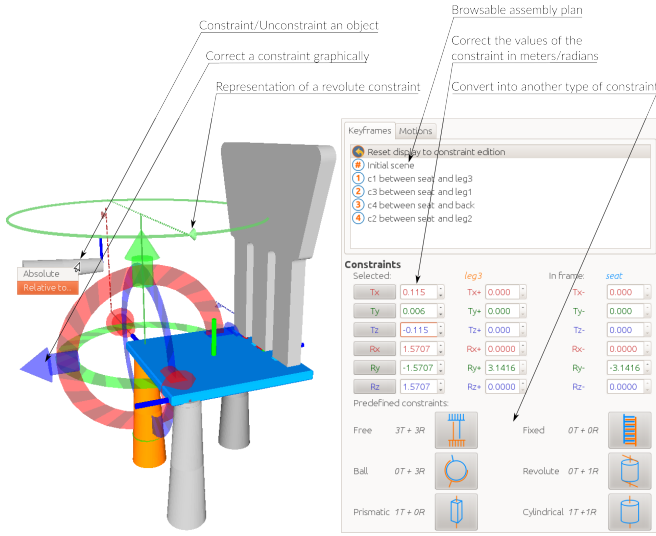 Browsable assembly plan
Constraint/Unconstraint an object
Correct the values of the
constraint in meters/radians
Correct a constraint graphically
Representation of a revolute constraint
Convert into another type of constraint
Keyframes Motions
Reset display to constraint edition
# Initial scene
1 c1 between seat and leg3
2 c3 between seat and leg1
3 c4 between seat and back
4 c2 between seat and leg2
Absolute
Relative to...
Constraints
Selected: leg3 In frame: seat
Tx 0.115 Tx+ 0.000 Tx- 0.000
Ty 0.006 Ty+ 0.000 Ty- 0.000
Tz -0.115 Tz+ 0.000 Tz- 0.000
Rx 1.5707 Rx+ 0.0000 Rx- 0.0000
Ry -1.5707 Ry+ 3.1416 Ry- -3.1416
Rz 1.5707 Rz+ 0.0000 Rz- 0.0000
Predefined constraints:
Free 3T + 3R Fixed 0T + 0R
Ball 0T + 3R Revolute 0T + 1R
Prismatic 1T + 0R Cylindrical 1T +1R